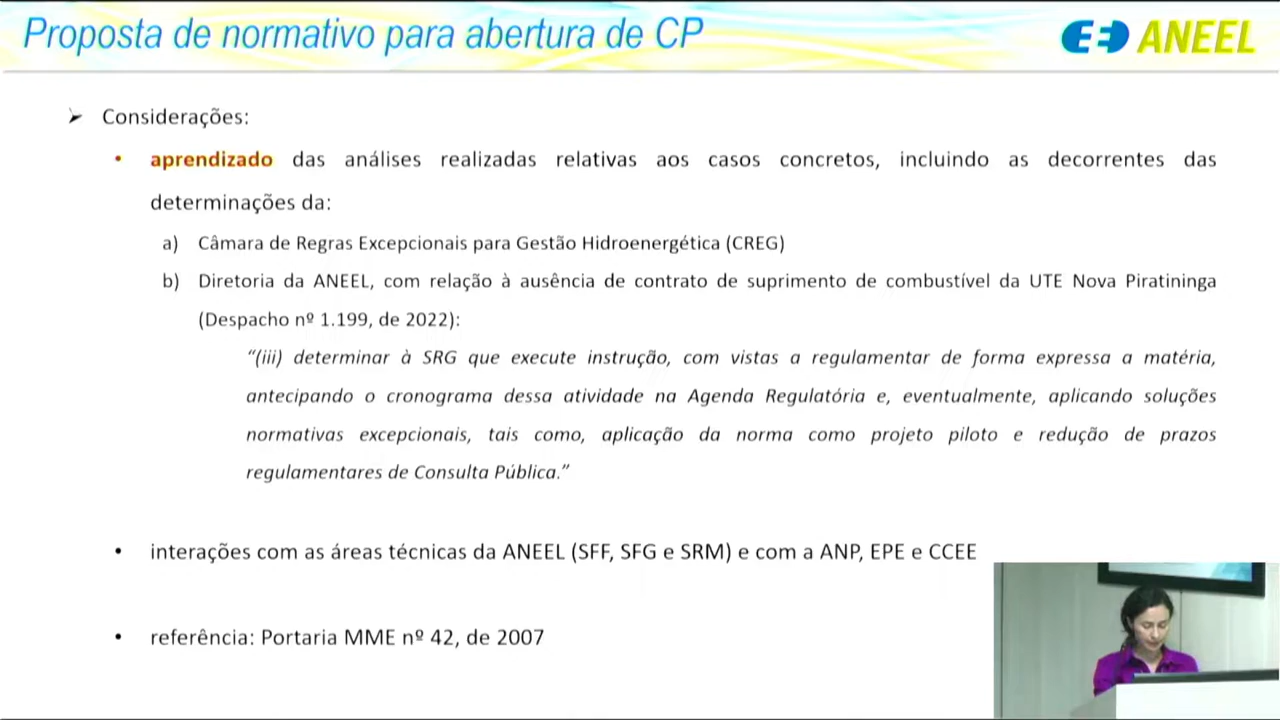 Proposta de normativo para abertura de CP
ANEEL
Considerações:
aprendizado das análises realizadas relativas aos casos concretos, incluindo as decorrentes das
determinações da:
a) Câmara de Regras Excepcionais para Gestão Hidroenergética (CREG)
b) Diretoria da ANEEL, com relação à ausência de contrato de suprimento de combustível da UTE Nova Piratininga
(Despacho nº 1.199, de 2022):
“(iii) determinar à SRG que execute instrução, com vistas a regulamentar de forma expressa a matéria,
antecipando o cronograma dessa atividade na Agenda Regulatória e, eventualmente, aplicando soluções
normativas excepcionais, tais como, aplicação da norma como projeto piloto e redução de prazos
regulamentares de Consulta Pública.”
• interações com as áreas técnicas da ANEEL (SFF, SFG e SRM) e com a ANP, EPE e CCEE
• referência: Portaria MME nº 42, de 2007